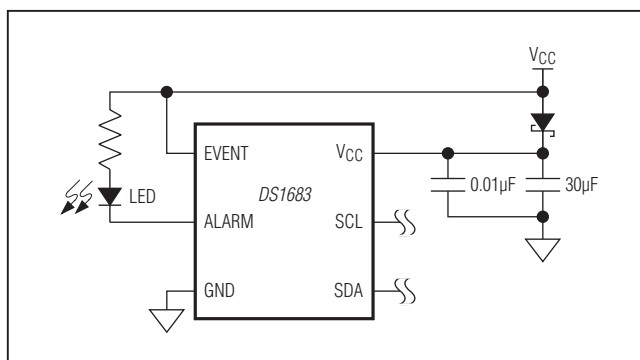 VCC
EVENT
VCC
LED
DS1683
0.01µF
30µF
ALARM
SCL
GND
SDA